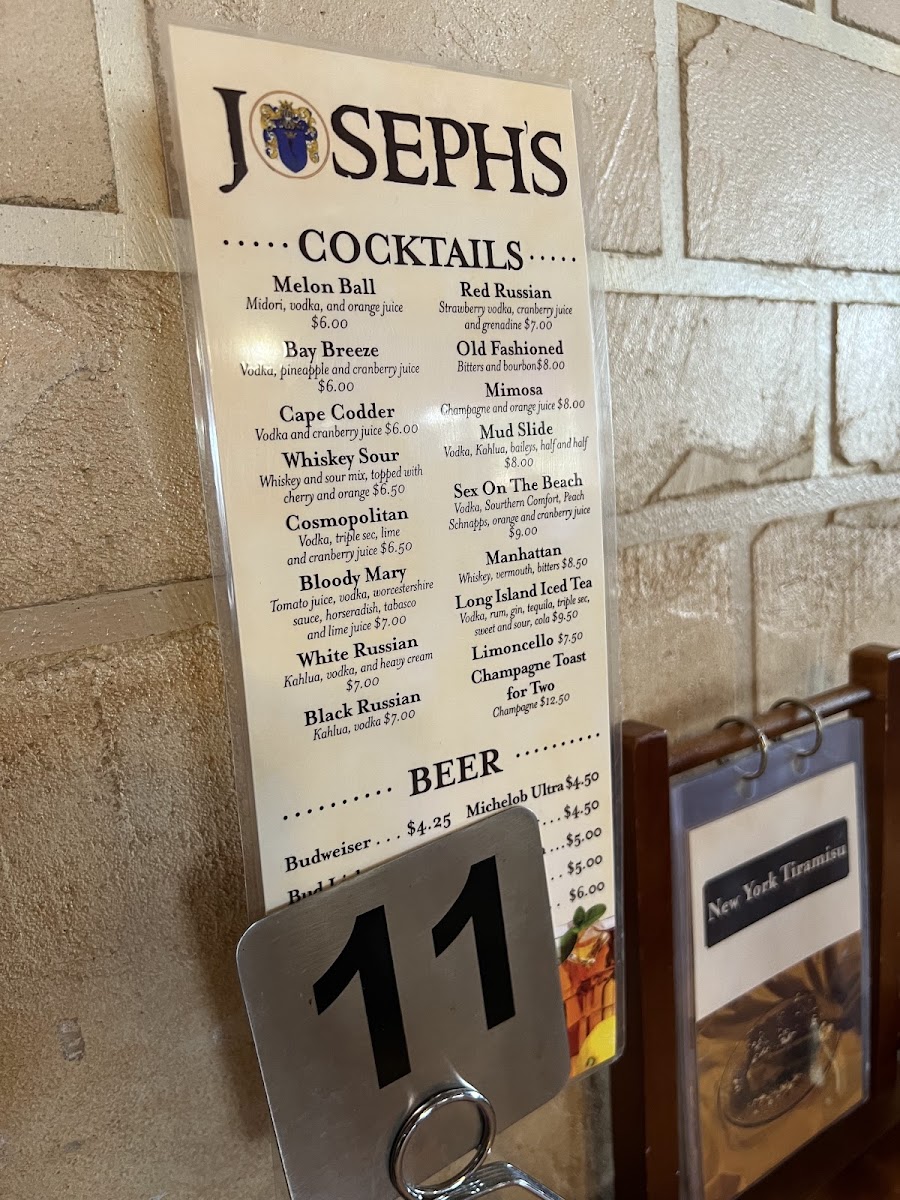 JOSEPH'S
COCKTAILS
Melon Ball
Midori, vodka, and orange juice
$6.00
Bay Breeze
Vodka, pineapple and cranberry juice
$6.00
Cape Codder
Vodka and cranberry juice $6.00
Whiskey Sour
Whiskey and sour mix, topped with
cherry and orange $6.50
Cosmopolitan
Vodka, triple sec, lime
and cranberry juice $6.50
Bloody Mary
Tomato juice, vodka, worcestershire
sauce, horseradish, tabasco
and lime juice $7.00
White Russian
Kahlua, vodka, and heavy cream
$7.00
Black Russian
Kahlua, vodka $7.00
Red Russian
Strawberry vodka, cranberry juice
and grenadine $7.00
Old Fashioned
Bitters and bourbon $8.00
Mimosa
Champagne and orange juice $8.00
Mud Slide
Vodka, Kahlua, baileys, half and half
$8.00
Sex On The Beach
Vodka, Sourthern Comfort, Peach
Schnapps, orange and cranberry juice
$9.00
Manhattan
Whiskey, vermouth, bitters $8.50
Long Island Iced Tea
Vodka, rum, gin, tequila, triple sec,
sweet and sour, cola $9.50
Limoncello $7.50
Champagne Toast
for Two
Champagne $12.50
BEER
Budweiser . . . $4.25
Bud
Michelob Ultra $4.50
$4.50
$5.00
$5.00
$6.00
11
New York Tiramisu